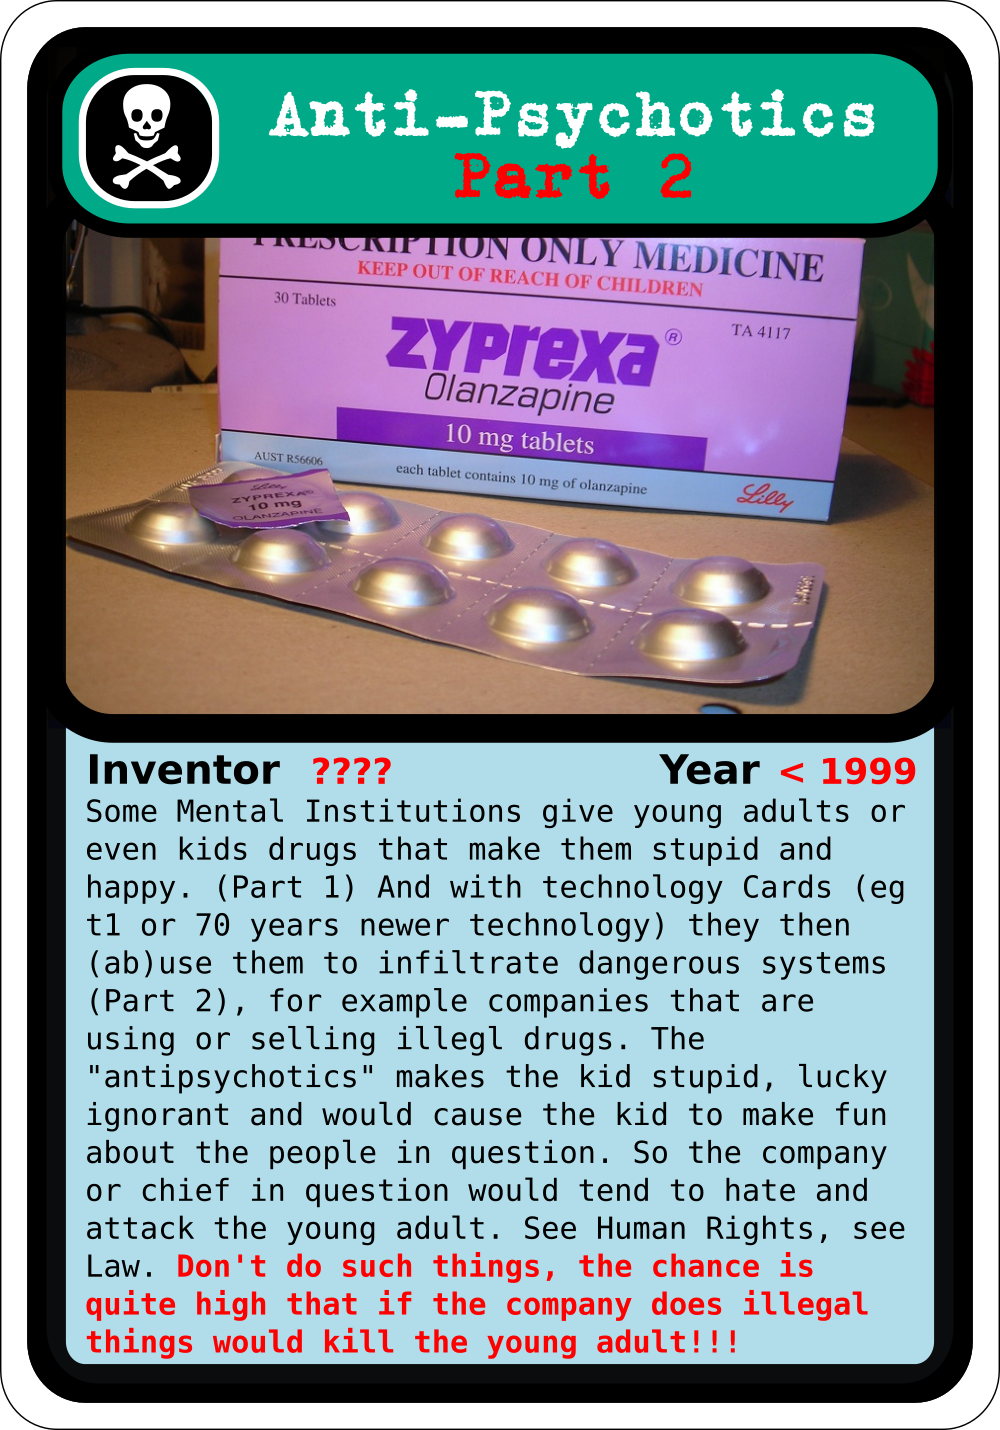 Anti-Psychotics
Part 2
PRESCRIPTION ONLY MEDICINE
KEEP OUT OF REACH OF CHILDREN
30 Tablets
TA 4117
ZYPREXA®
Olanzapine
10 mg tablets
AUST R56606
each tablet contains 10 mg of olanzapine
Lilly
Lilly
ZYPREXA®
10 mg
OLANZAPINE
Inventor ???? Year < 1999
Some Mental Institutions give young adults or
even kids drugs that make them stupid and
happy. (Part 1) And with technology Cards (eg
t1 or 70 years newer technology) they then
(ab)use them to infiltrate dangerous systems
(Part 2), for example companies that are
using or selling illegl drugs. The
"antipsychotics" makes the kid stupid, lucky
ignorant and would cause the kid to make fun
about the people in question. So the company
or chief in question would tend to hate and
attack the young adult. See Human Rights, see
Law. Don't do such things, the chance is
quite high that if the company does illegal
things would kill the young adult!!!